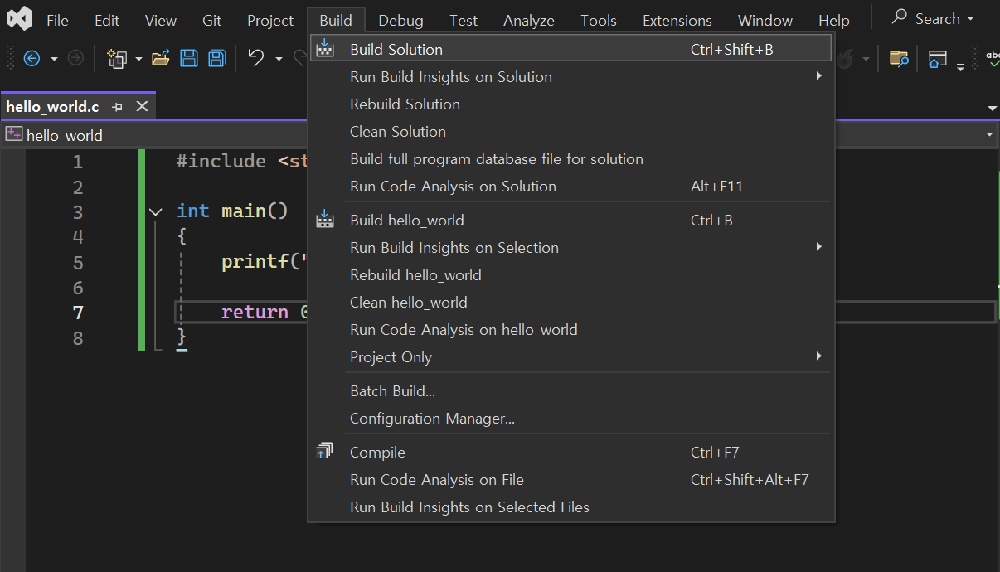 File Edit View Git Project Build Debug Test Analyze Tools Extensions Window Help Search
hello_world.c
hello_world
Build Solution Ctrl+Shift+B
Run Build Insights on Solution
Rebuild Solution
Clean Solution
Build full program database file for solution
Run Code Analysis on Solution Alt+F11
Build hello_world Ctrl+B
Run Build Insights on Selection
Rebuild hello_world
Clean hello_world
Run Code Analysis on hello_world
Project Only
Batch Build...
Configuration Manager...
Compile Ctrl+F7
Run Code Analysis on File Ctrl+Shift+Alt+F7
Run Build Insights on Selected Files
1 #include <st
2
3 int main()
4 {
5 printf("
6
7 return 0
8 }